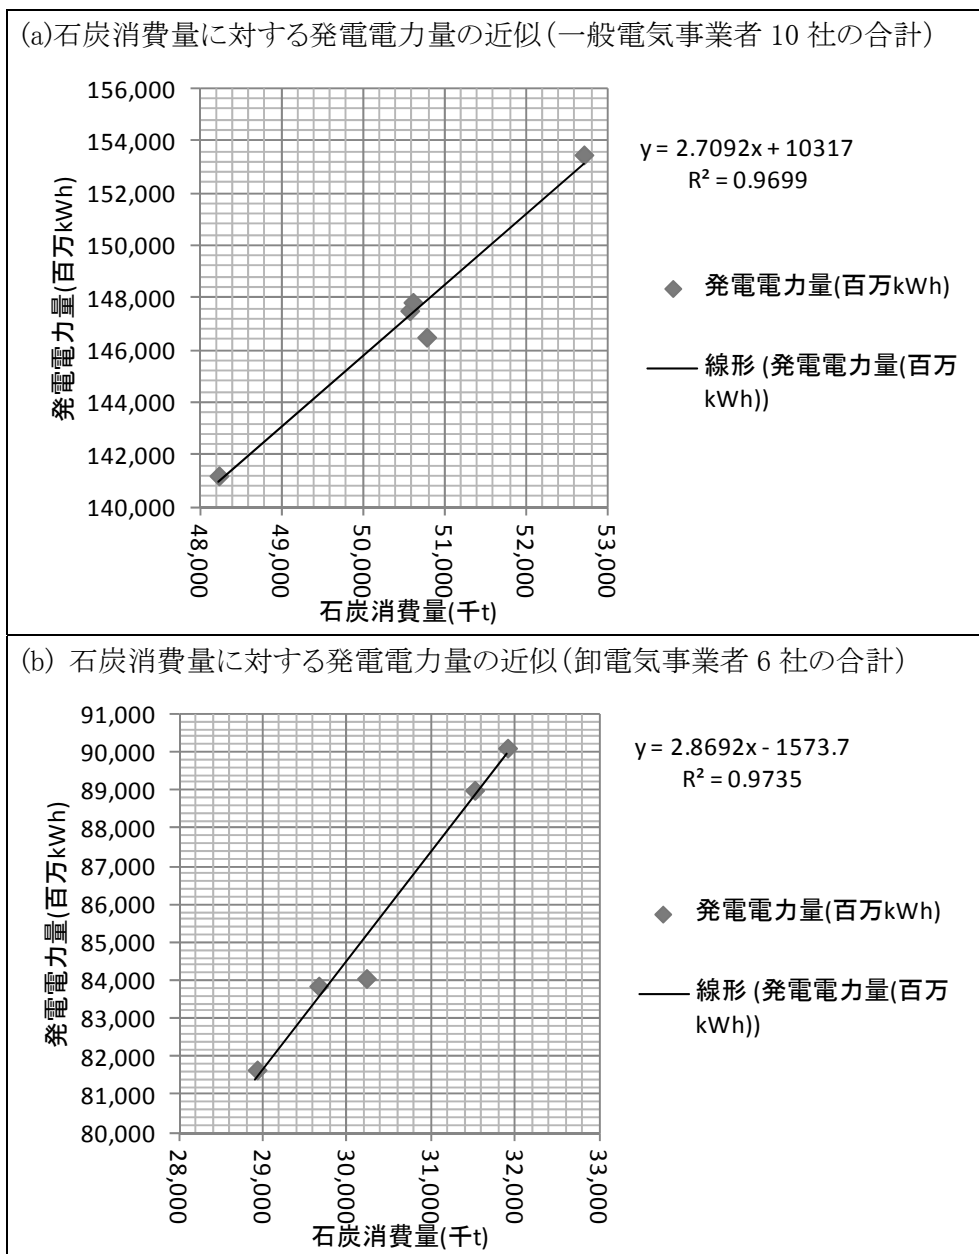 (a)石炭消費量に対する発電電力量の近似(一般電気事業者 10 社の合計)
156,000
154,000
152,000
150,000
148,000
146,000
144,000
142,000
140,000
発電電力量(百万kWh)
48,000
49,000
50,000
51,000
52,000
53,000
石炭消費量(千t)
y = 2.7092x + 10317
R² = 0.9699
発電電力量(百万kWh)
線形 (発電電力量(百万
kWh))
(b) 石炭消費量に対する発電電力量の近似(卸電気事業者 6 社の合計)
91,000
90,000
89,000
88,000
87,000
86,000
85,000
84,000
83,000
82,000
81,000
80,000
発電電力量(百万kWh)
28,000
29,000
30,000
31,000
32,000
33,000
石炭消費量(千t)
y = 2.8692x - 1573.7
R² = 0.9735
発電電力量(百万kWh)
線形 (発電電力量(百万
kWh))